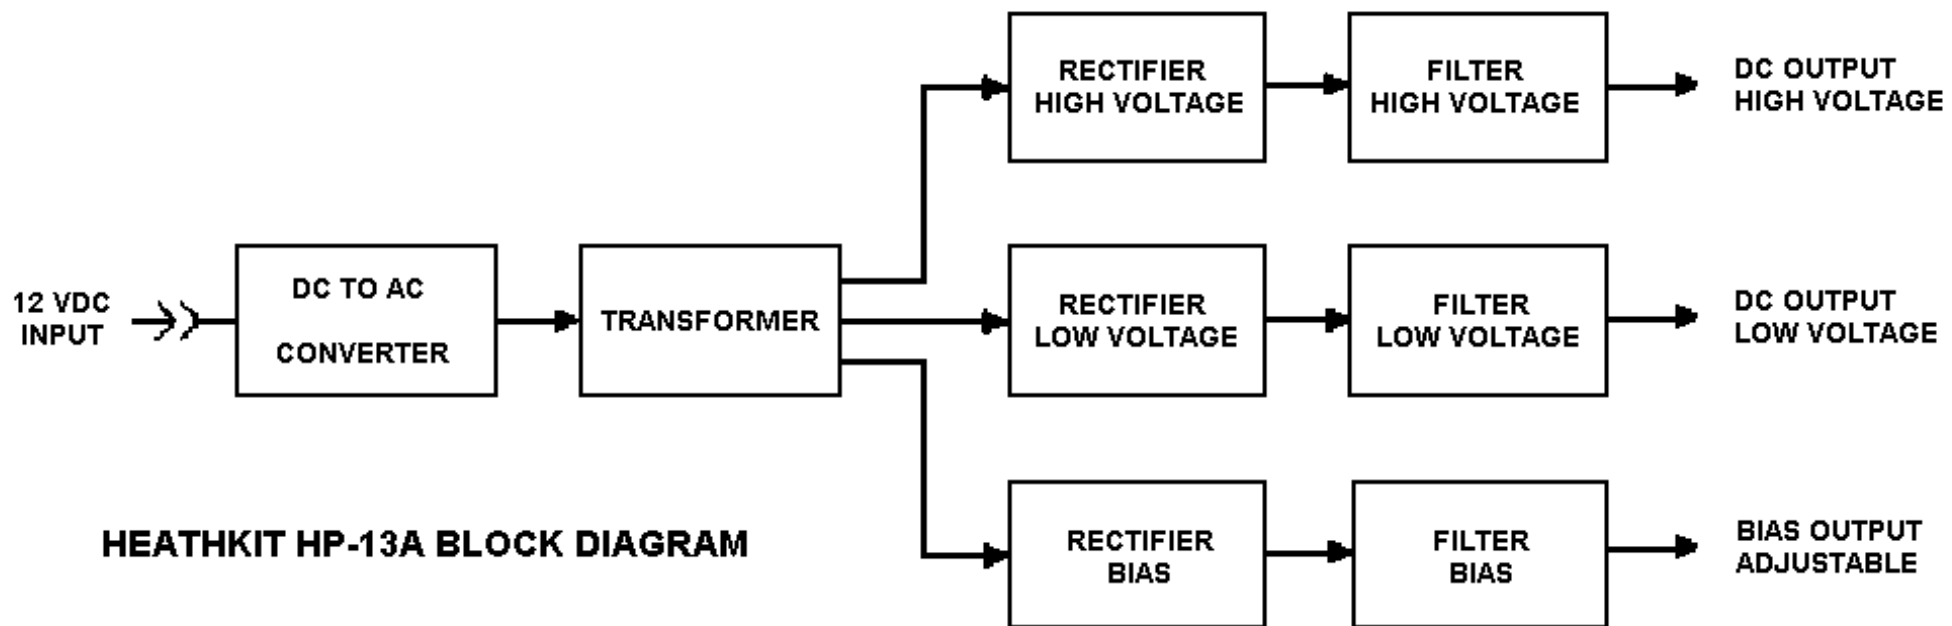 12 VDC
INPUT
DC TO AC
CONVERTER
TRANSFORMER
RECTIFIER
HIGH VOLTAGE
FILTER
HIGH VOLTAGE
DC OUTPUT
HIGH VOLTAGE
RECTIFIER
LOW VOLTAGE
FILTER
LOW VOLTAGE
DC OUTPUT
LOW VOLTAGE
RECTIFIER
BIAS
FILTER
BIAS
BIAS OUTPUT
ADJUSTABLE
HEATHKIT HP-13A BLOCK DIAGRAM